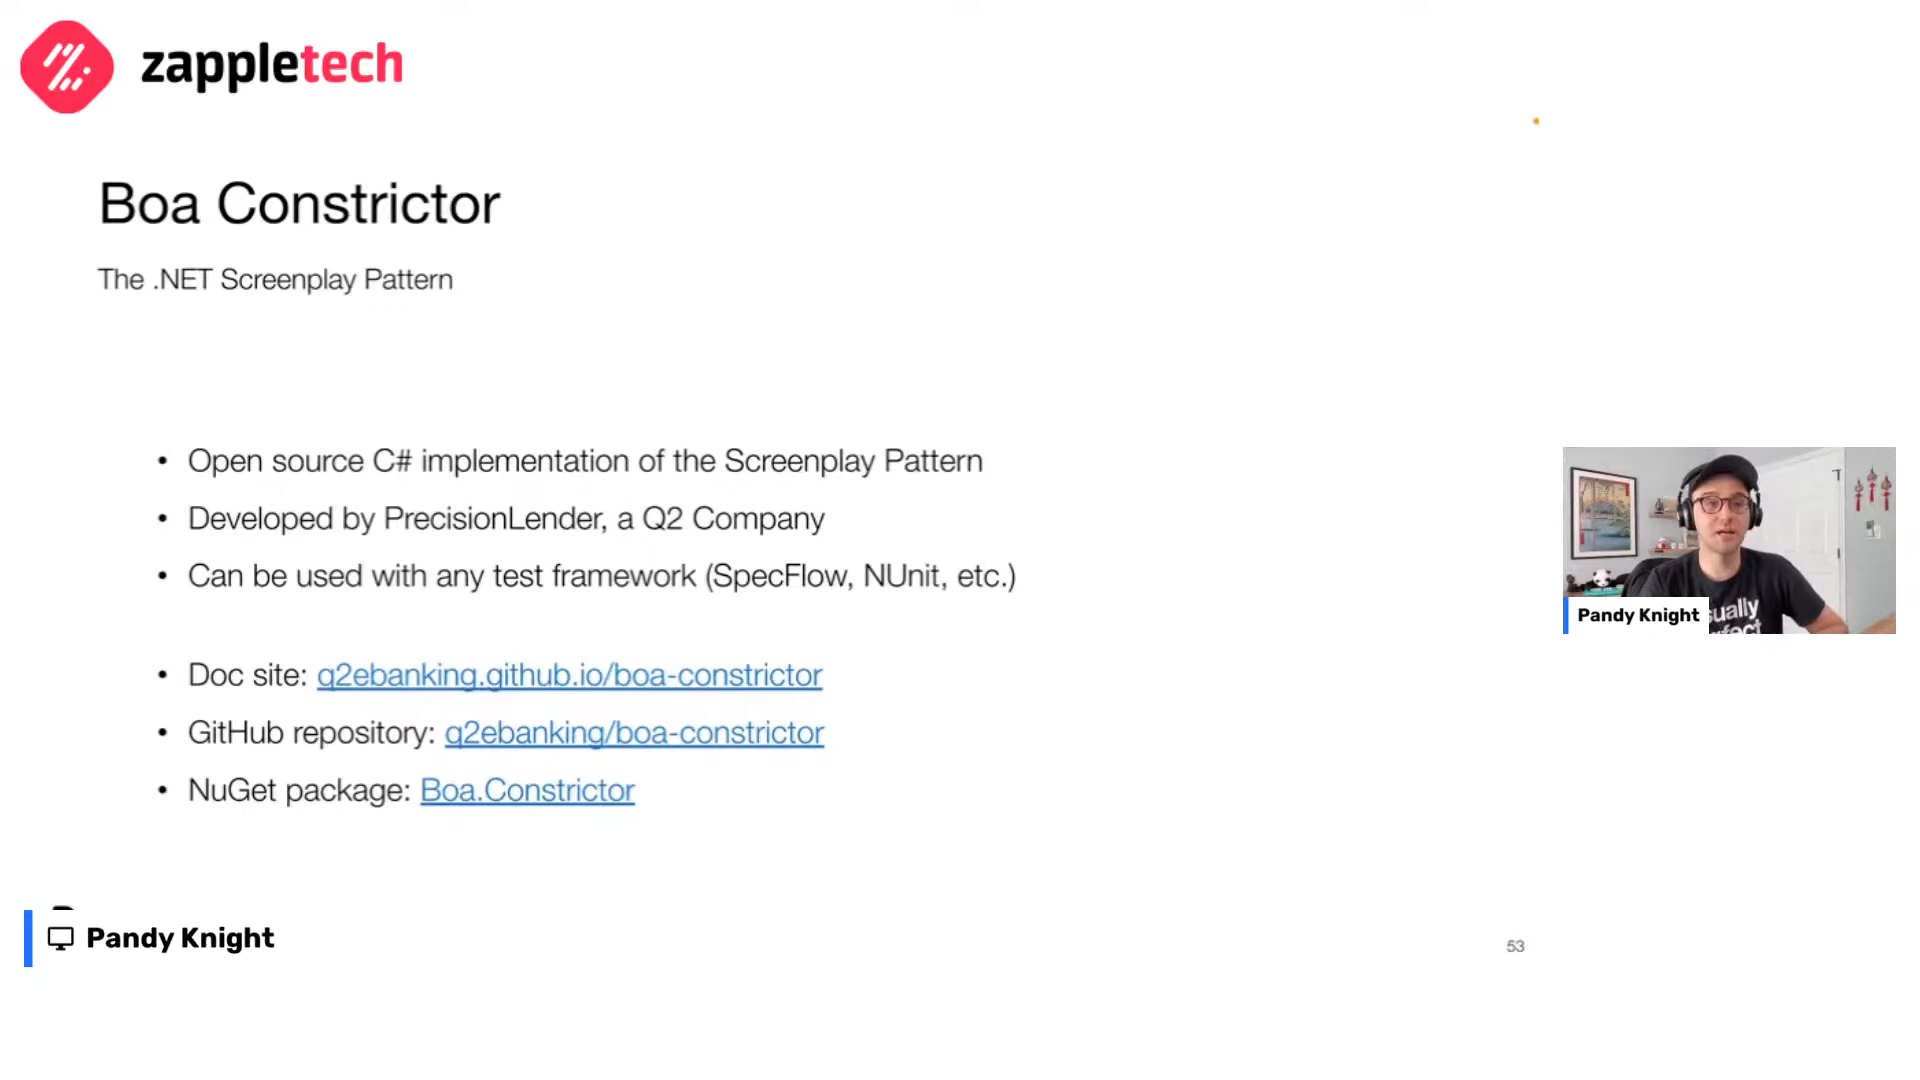 zappletech
Boa Constrictor
The .NET Screenplay Pattern
• Open source C# implementation of the Screenplay Pattern
• Developed by PrecisionLender, a Q2 Company
• Can be used with any test framework (SpecFlow, NUnit, etc.)
• Doc site: q2ebanking.github.io/boa-constrictor
• GitHub repository: q2ebanking/boa-constrictor
• NuGet package: Boa.Constrictor
Pandy Knight
Pandy Knight
53